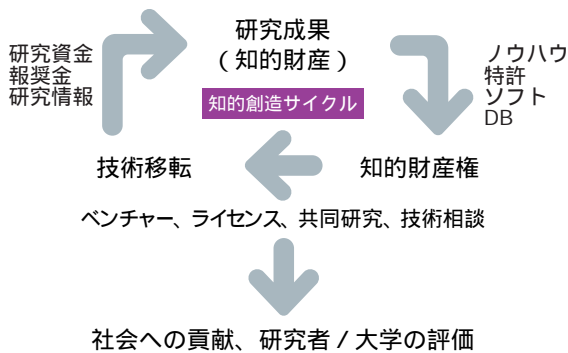 研究成果
(知的財産)
知的創造サイクル
研究資金
報奨金
研究情報
ノウハウ
特許
ソフト
DB
技術移転
知的財産権
ベンチャー、ライセンス、共同研究、技術相談
社会への貢献、研究者/大学の評価